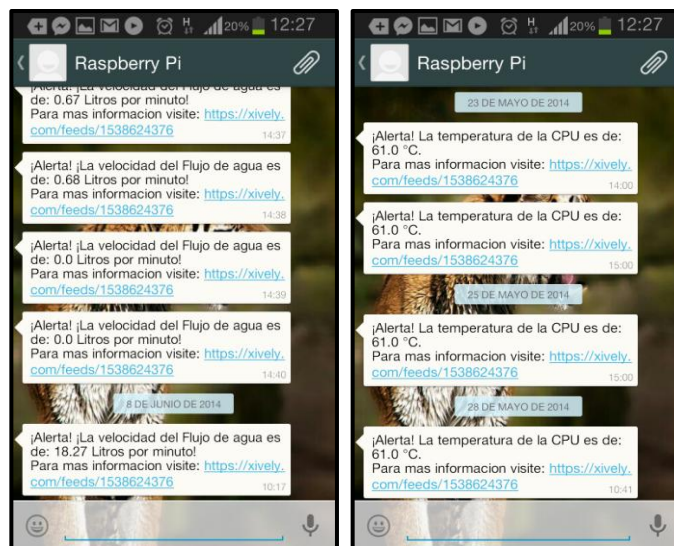 20% 12:27
Raspberry Pi
¡Alerta! ¡La velocidad del Flujo de agua es
de: 0.67 Litros por minuto!
Para mas informacion visite: https://xively.
com/feeds/1538624376
14:37
¡Alerta! ¡La velocidad del Flujo de agua es
de: 0.68 Litros por minuto!
Para mas informacion visite: https://xively.
com/feeds/1538624376
14:38
¡Alerta! ¡La velocidad del Flujo de agua es
de: 0.0 Litros por minuto!
Para mas informacion visite: https://xively.
com/feeds/1538624376
14:39
¡Alerta! ¡La velocidad del Flujo de agua es
de: 0.0 Litros por minuto!
Para mas informacion visite: https://xively.
com/feeds/1538624376
14:40
8 DE JUNIO DE 2014
¡Alerta! ¡La velocidad del Flujo de agua es
de: 18.27 Litros por minuto!
Para mas informacion visite: https://xively.
com/feeds/1538624376
10:17
H 20% 12:27
Raspberry Pi
23 DE MAYO DE 2014
¡Alerta! La temperatura de la CPU es de:
61.0 °C.
Para mas informacion visite: https://xively.
com/feeds/1538624376
14:00
¡Alerta! La temperatura de la CPU es de:
61.0 °C.
Para mas informacion visite: https://xively.
com/feeds/1538624376
15:00
25 DE MAYO DE 2014
¡Alerta! La temperatura de la CPU es de:
61.0 °C.
Para mas informacion visite: https://xively.
com/feeds/1538624376
15:00
28 DE MAYO DE 2014
¡Alerta! La temperatura de la CPU es de:
61.0 °C.
Para mas informacion visite: https://xively.
com/feeds/1538624376
10:41